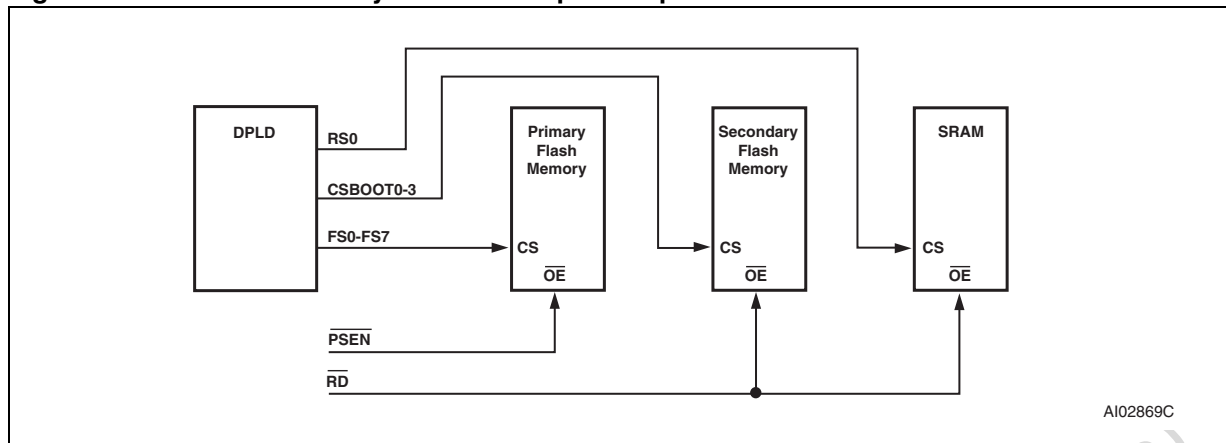 DPLD
RS0
CSBOOT0-3
FS0-FS7
Primary
Flash
Memory
CS
OE
Secondary
Flash
Memory
CS
OE
SRAM
CS
OE
PSEN
RD
AI02869C